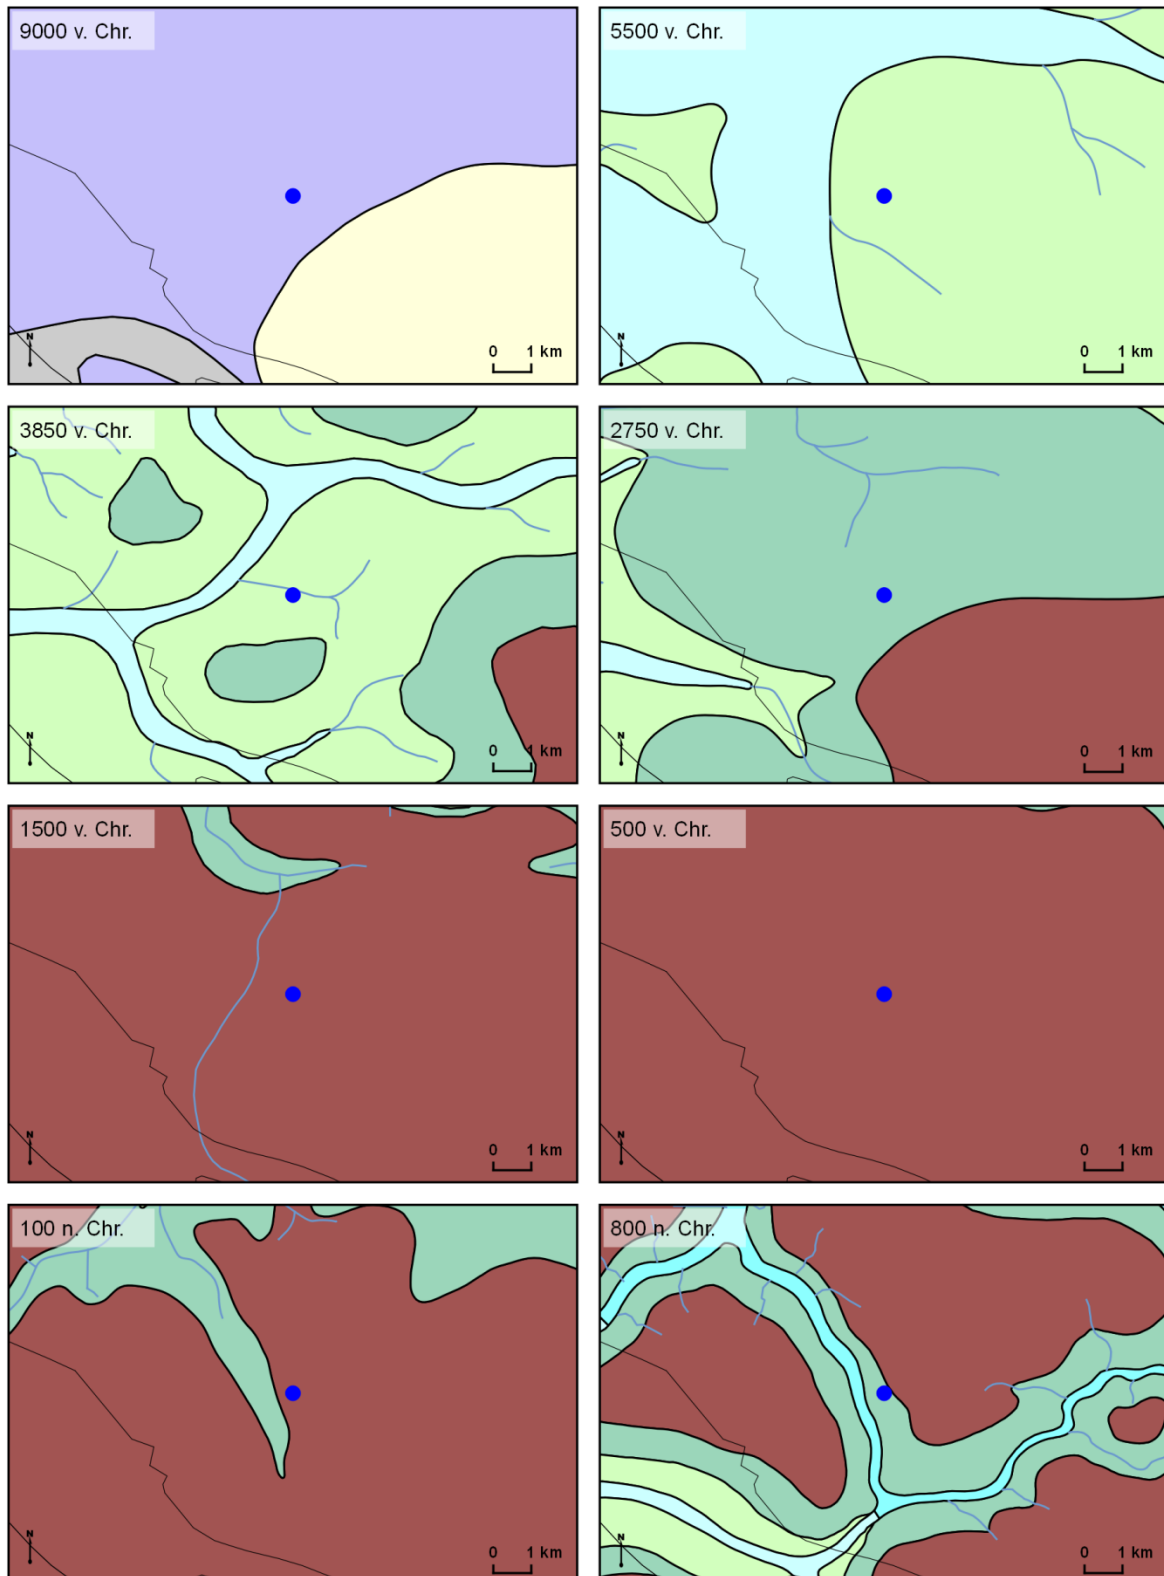 9000 v. Chr.
N
0 1 km
5500 v. Chr.
N
0 1 km
3850 v. Chr.
N
0 1 km
2750 v. Chr.
N
0 1 km
1500 v. Chr.
N
0 1 km
500 v. Chr.
N
0 1 km
100 n. Chr.
N
0 1 km
800 n. Chr.
N
0 1 km